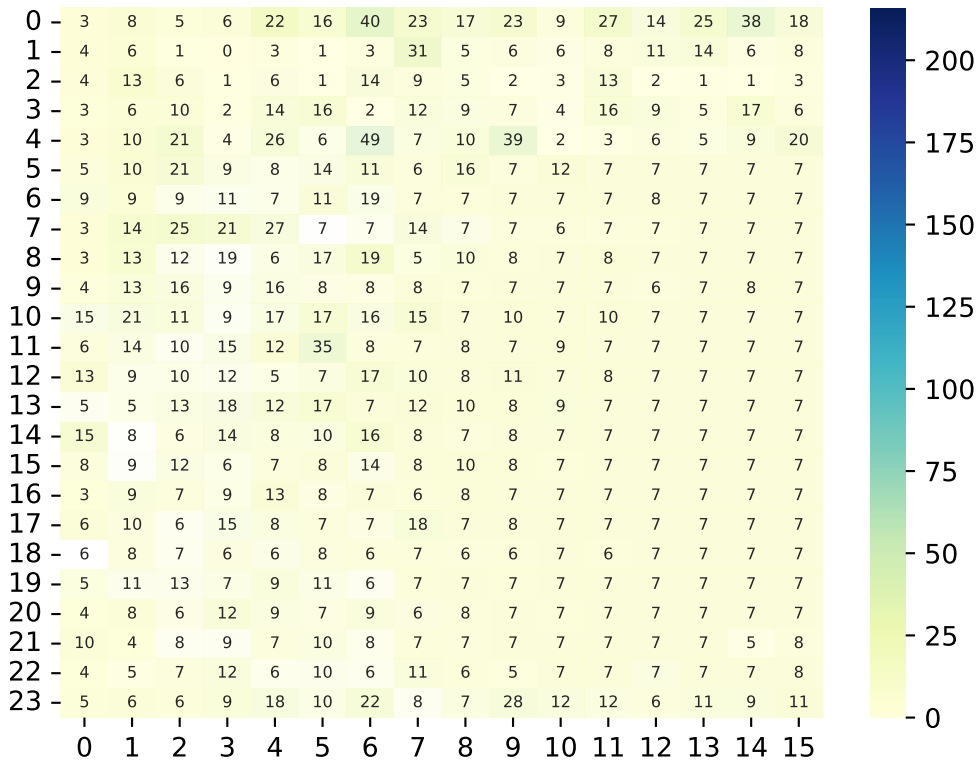 0 3 8 5 6 22 16 40 23 17 23 9 27 14 25 38 18
1 4 6 1 0 3 1 3 31 5 6 6 8 11 14 6 8
200
2 4 13 6 1 6 1 14 9 5 2 3 13 2 1 1 3
3 3 6 10 2 14 16 2 12 9 7 4 16 9 5 17 6
4 3 10 21 4 26 6 49 7 10 39 2 3 6 5 9 20
175
5 5 10 21 9 8 14 11 6 16 7 12 7 7 7 7 7
6 9 9 9 11 7 11 19 7 7 7 7 7 8 7 7 7
7 3 14 25 21 27 7 7 14 7 7 6 7 7 7 7 7
150
8 3 13 12 19 6 17 19 5 10 8 7 8 7 7 7 7
9 4 13 16 9 16 8 8 8 7 7 7 7 6 7 8 7
10 15 21 11 9 17 17 16 15 7 10 7 10 7 7 7 7
125
11 6 14 10 15 12 35 8 7 8 7 9 7 7 7 7 7
12 13 9 10 12 5 7 17 10 8 11 7 8 7 7 7 7
100
13 5 5 13 18 12 17 7 12 10 8 9 7 7 7 7 7
14 15 8 6 14 8 10 16 8 7 8 7 7 7 7 7 7
15 8 9 12 6 7 8 14 8 10 8 7 7 7 7 7 7
75
16 3 9 7 9 13 8 7 6 8 7 7 7 7 7 7 7
17 6 10 6 15 8 7 7 18 7 8 7 7 7 7 7 7
18 6 8 7 6 6 8 6 7 6 6 7 6 7 7 7 7
50
19 5 11 13 7 9 11 6 7 7 7 7 7 7 7 7 7
20 4 8 6 12 9 7 9 6 8 7 7 7 7 7 7 7
21 10 4 8 9 7 10 8 7 7 7 7 7 7 7 5 8
25
22 4 5 7 12 6 10 6 11 6 5 7 7 7 7 7 8
23 5 6 6 9 18 10 22 8 7 28 12 12 6 11 9 11
0
0 1 2 3 4 5 6 7 8 9 10 11 12 13 14 15